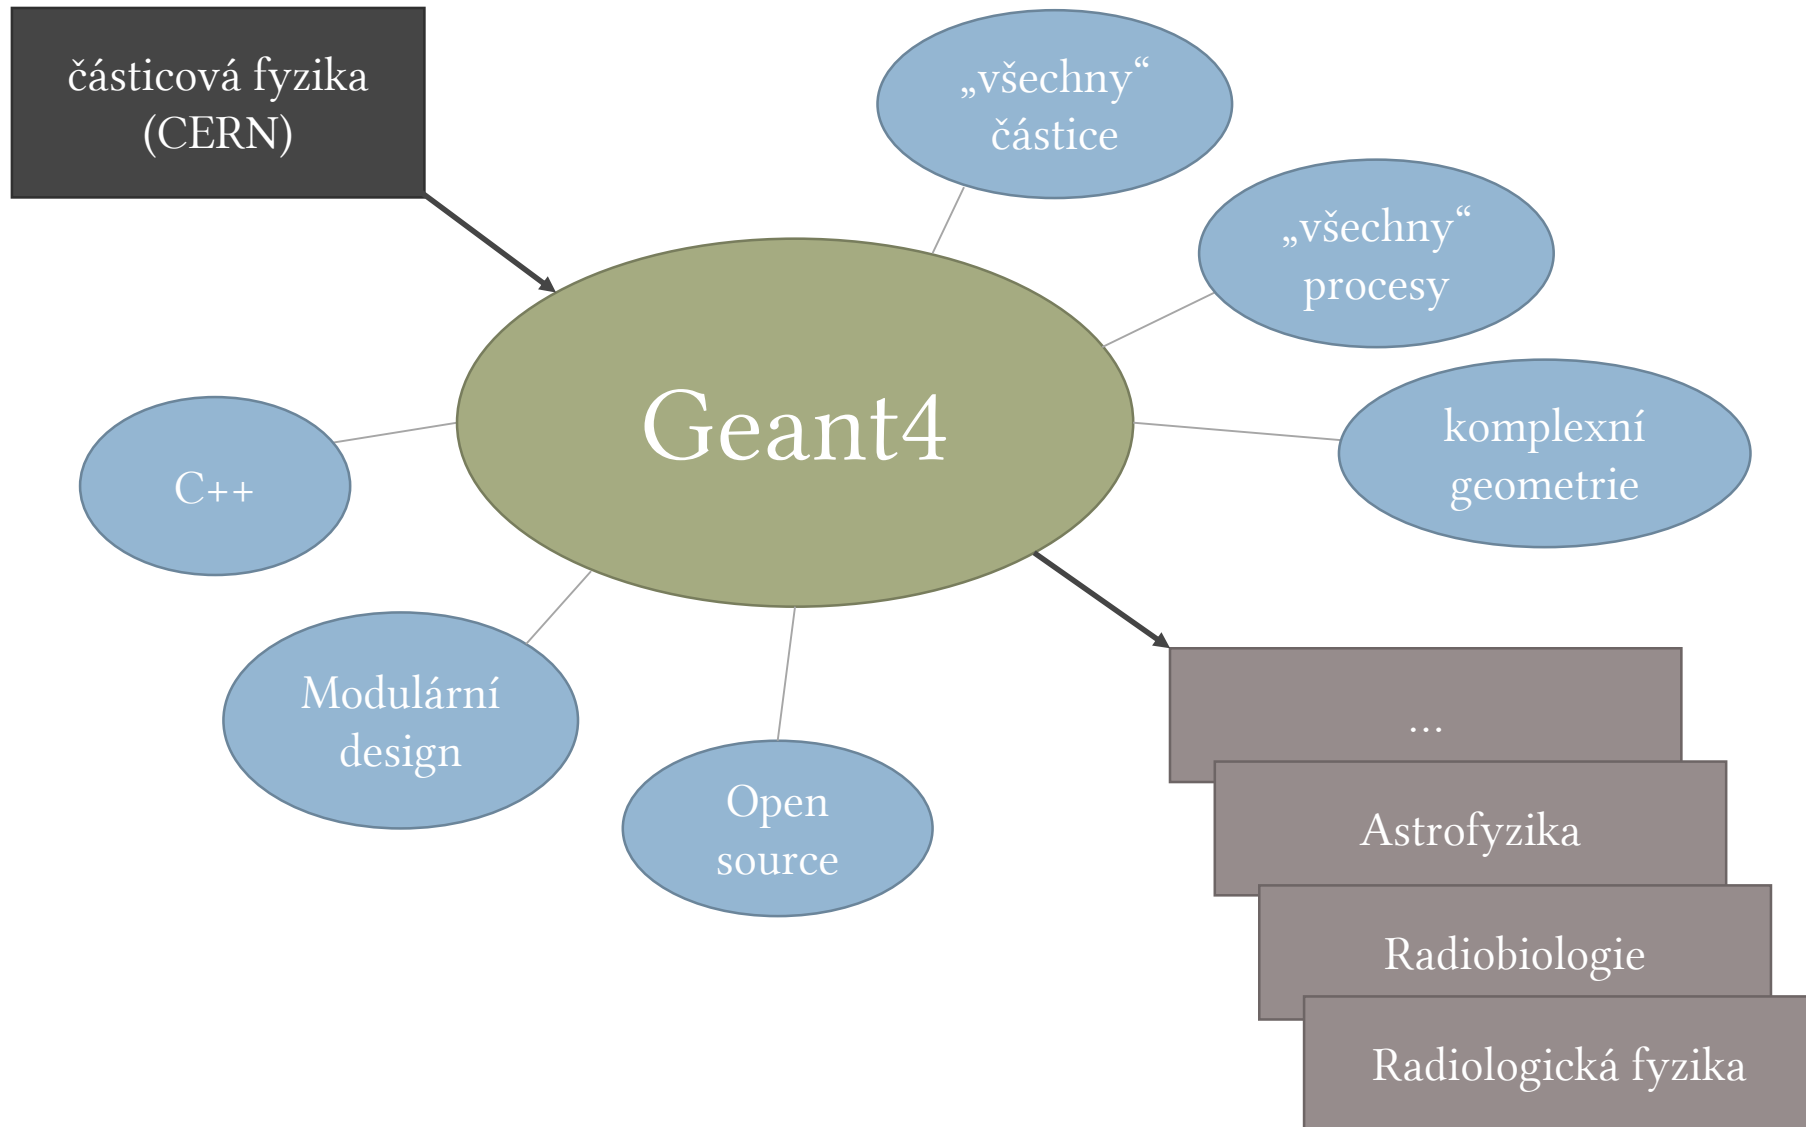 částicová fyzika
(CERN)
„všechny“
částice
„všechny“
procesy
Geant4
komplexní
geometrie
C++
Modulární
design
Open
source
...
Astrofyzika
Radiobiologie
Radiologická fyzika